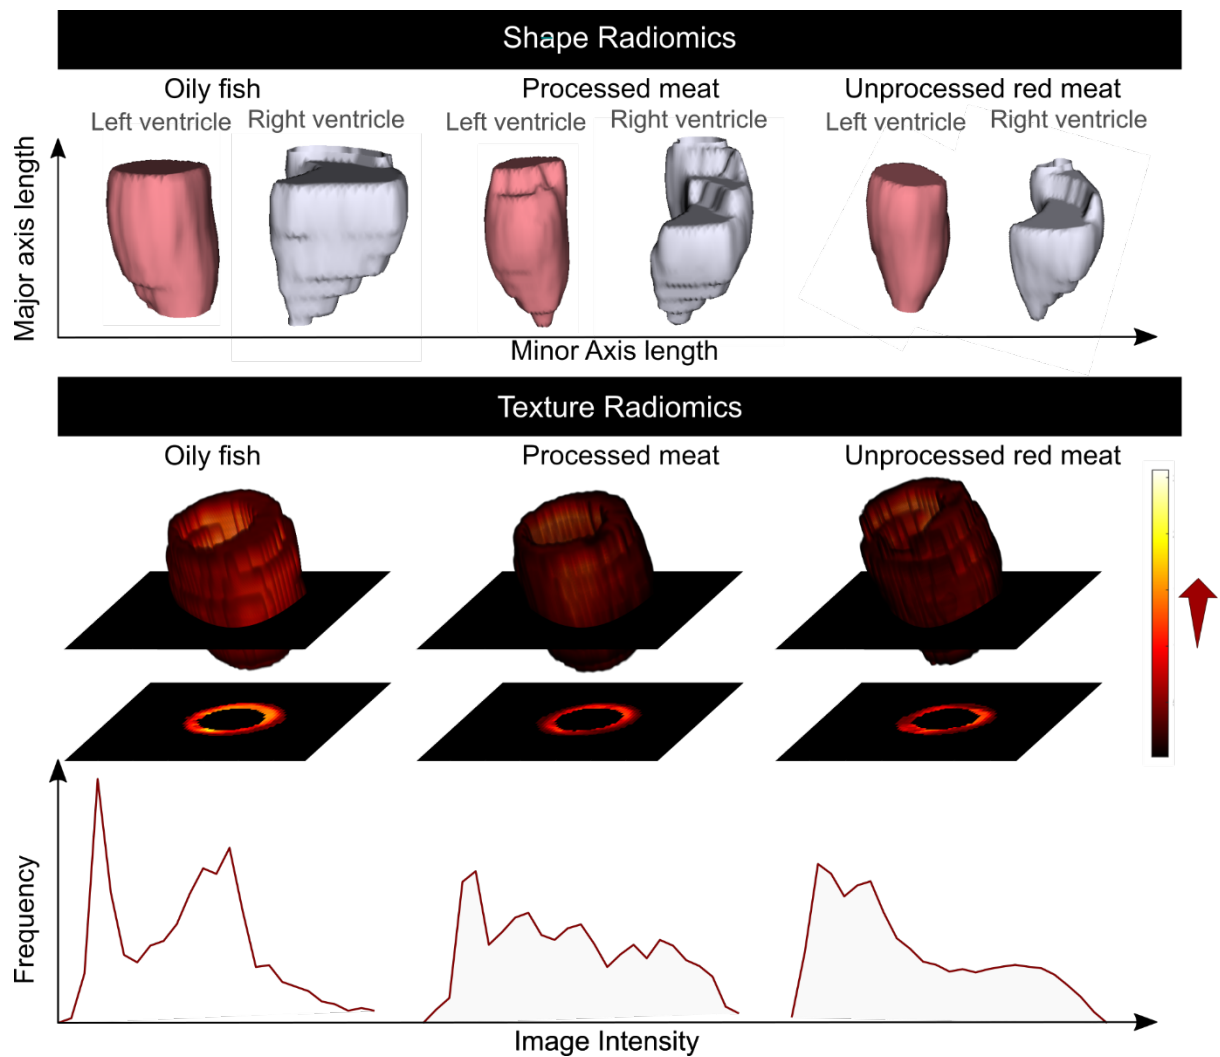 Shape Radiomics
Oily fish
Processed meat
Unprocessed red meat
Left ventricle
Right ventricle
Left ventricle
Right ventricle
Left ventricle
Right ventricle
Major axis length
Minor Axis length
Texture Radiomics
Oily fish
Processed meat
Unprocessed red meat
Frequency
Image Intensity